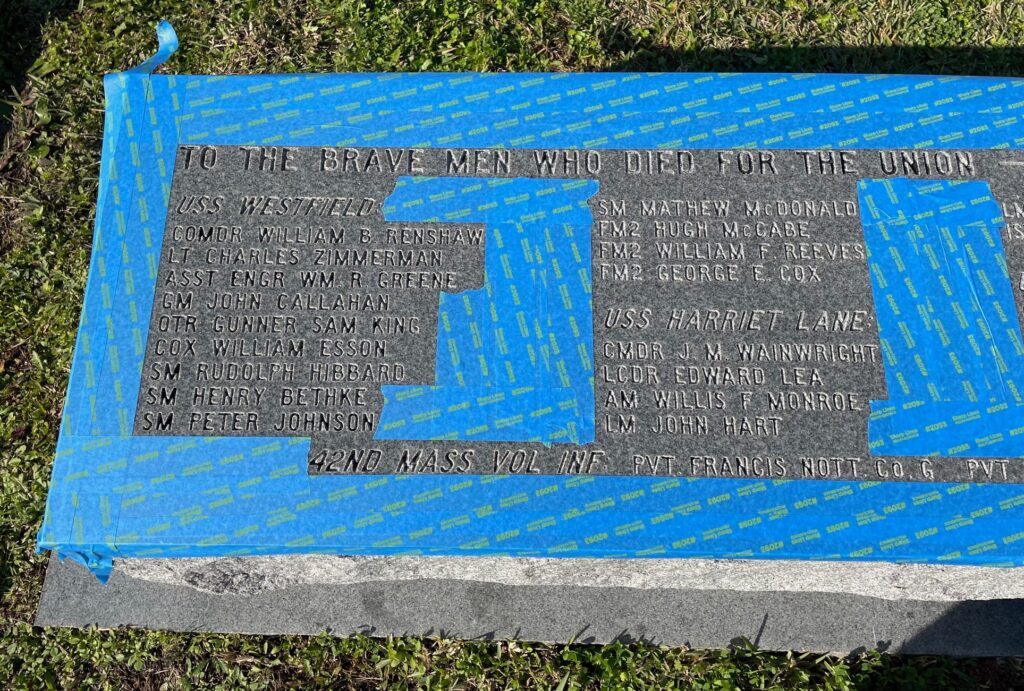 TO THE BRAVE MEN WHO DIED FOR THE UNION —
USS WESTFIELD:
COMDR WILLIAM B. RENSHAW
LT CHARLES ZIMMERMAN
ASST ENGR WM. R. GREENE
GM JOHN CALLAHAN
QTR GUNNER SAM KING
COX WILLIAM ESSON
SM RUDOLPH HIBBARD
SM HENRY BETHKE
SM PETER JOHNSON
SM MATHEW McDONALD
FM2 HUGH McCABE
FM2 WILLIAM F REEVES
FM2 GEORGE E. COX
USS HARRIET LANE:
CMDR J. M. WAINWRIGHT
LCDR EDWARD LEA
AM WILLIS F MONROE
LM JOHN HART
42ND MASS VOL INF: PVT. FRANCIS NOTT. Co. G PVT.
#2093